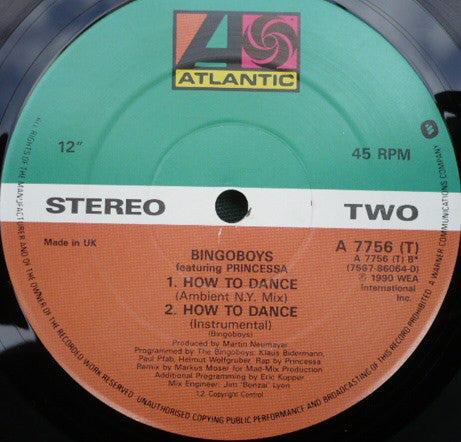 ATLANTIC
12"
45 RPM
STEREO
TWO
Made in UK
A 7756 (T)
A 7756 (T) B*
(7567-86064-0)
℗ 1990 WEA
International
Inc.
BINGOBOYS
featuring PRINCESSA
1. HOW TO DANCE
(Ambient N.Y. Mix)
2. HOW TO DANCE
(Instrumental)
(Bingoboys)
Produced by Martin Neumayer
Programmed by The Bingoboys: Klaus Bidermann,
Paul Pfab, Helmut Wolfgruber, Rap by Princessa
Remix by Markus Moser for Mad-Mix Production
Additional Programming by Eric Kupper
Mix Engineer: Jim "Bonzai" Lyon
1,2. Copyright Control
ALL RIGHTS OF THE MANUFACTURER AND OF THE OWNER OF THE RECORDED WORK RESERVED. UNAUTHORISED COPYING PUBLIC PERFORMANCE AND BROADCASTING OF THIS RECORD PROHIBITED. A WARNER COMMUNICATIONS COMPANY